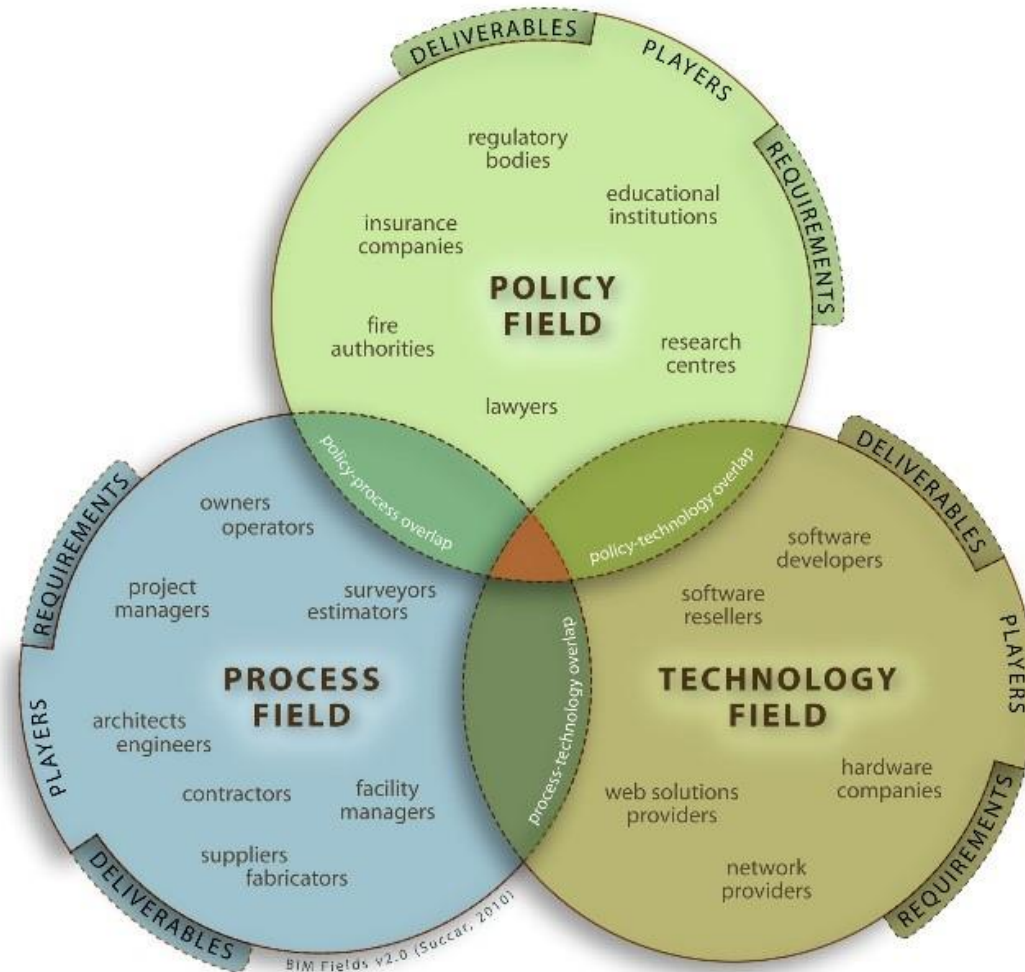 DELIVERABLES
PLAYERS
REQUIREMENTS
regulatory
bodies
educational
institutions
insurance
companies
POLICY
FIELD
fire
authorities
research
centres
lawyers
policy-process overlap
policy-technology overlap
process-technology overlap
REQUIREMENTS
PLAYERS
DELIVERABLES
owners
operators
project
managers
surveyors
estimators
PROCESS
FIELD
architects
engineers
contractors
facility
managers
suppliers
fabricators
DELIVERABLES
PLAYERS
REQUIREMENTS
software
developers
software
resellers
TECHNOLOGY
FIELD
hardware
companies
web solutions
providers
network
providers
BIM Fields v2.0 (Succar, 2010)